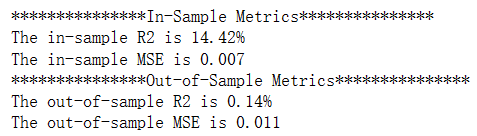 ***************In-Sample Metrics***************
The in-sample R2 is 14.42%
The in-sample MSE is 0.007
***************Out-of-Sample Metrics***************
The out-of-sample R2 is 0.14%
The out-of-sample MSE is 0.011